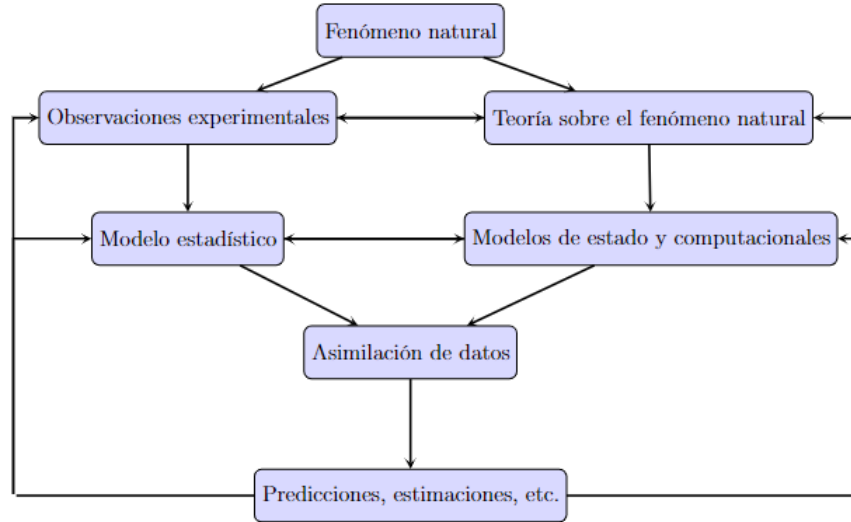 Fenómeno natural
Observaciones experimentales
Teoría sobre el fenómeno natural
Modelo estadístico
Modelos de estado y computacionales
Asimilación de datos
Predicciones, estimaciones, etc.